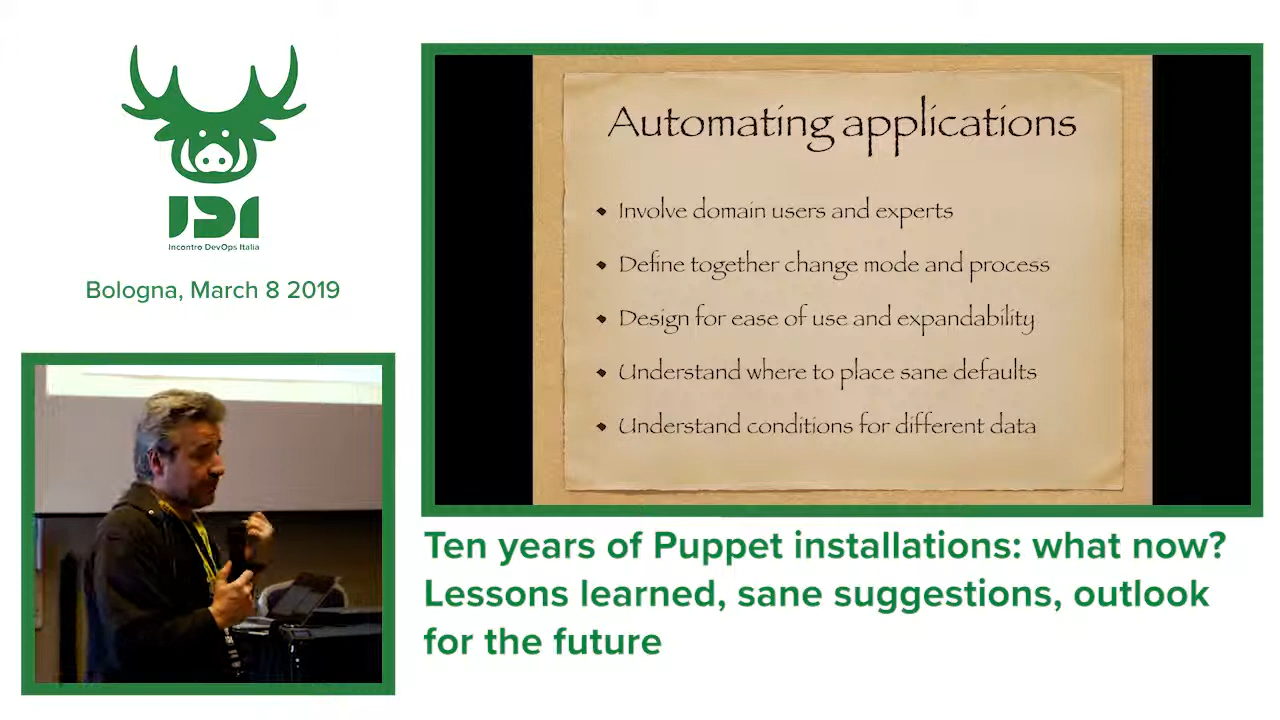 IDI
Incontro DevOps Italia
Bologna, March 8 2019
Automating applications
Involve domain users and experts
Define together change mode and process
Design for ease of use and expandability
Understand where to place sane defaults
Understand conditions for different data
Ten years of Puppet installations: what now?
Lessons learned, sane suggestions, outlook
for the future